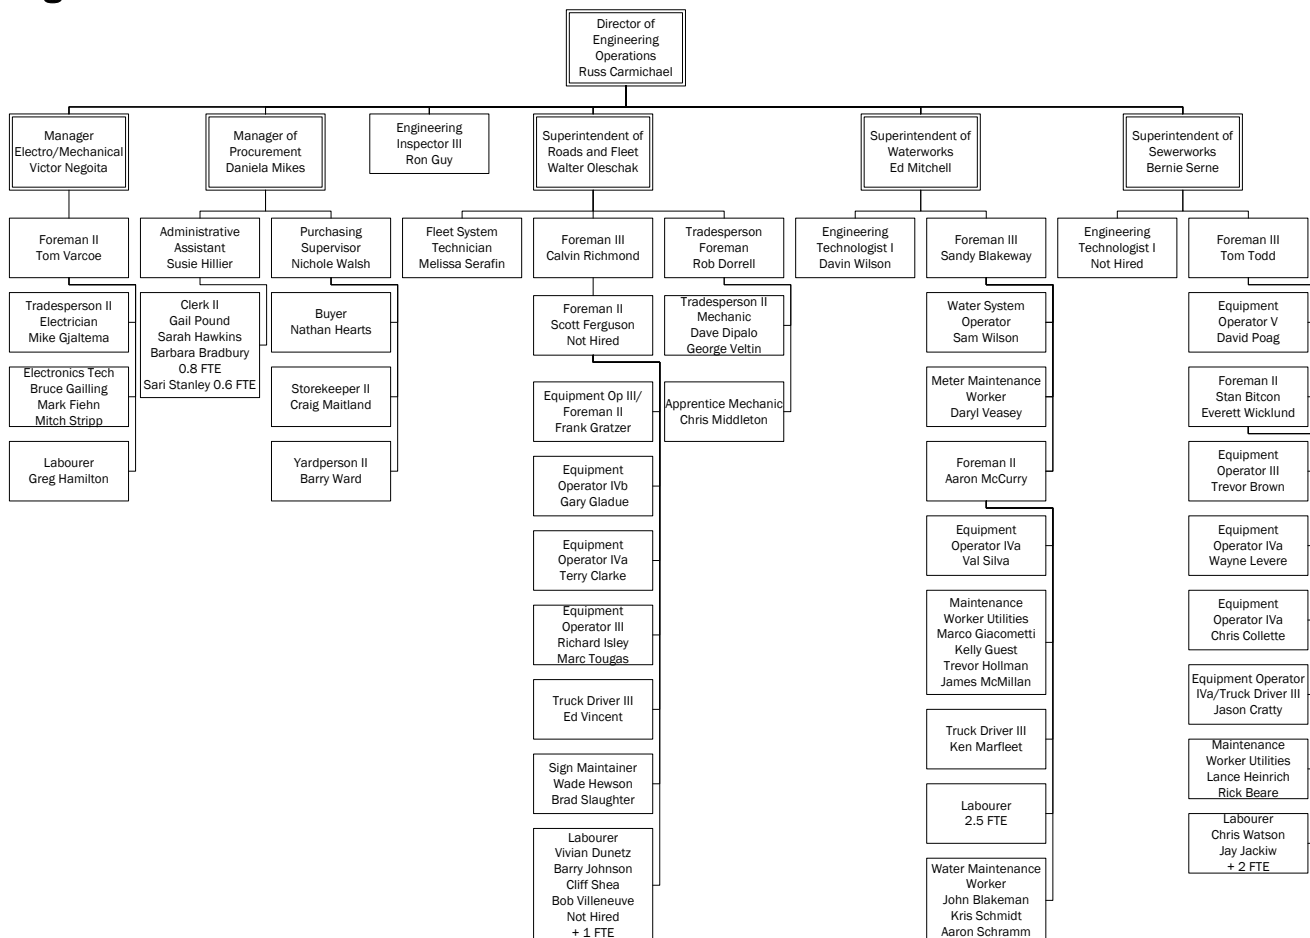 Director of
Engineering
Operations
Russ Carmichael
Manager
Electro/Mechanical
Victor Negoita
Manager of
Procurement
Daniela Mikes
Engineering
Inspector III
Ron Guy
Superintendent of
Roads and Fleet
Walter Oleschak
Superintendent of
Waterworks
Ed Mitchell
Superintendent of
Sewerworks
Bernie Serne
Foreman II
Tom Varcoe
Administrative
Assistant
Susie Hillier
Purchasing
Supervisor
Nichole Walsh
Fleet System
Technician
Melissa Serafin
Foreman III
Calvin Richmond
Tradesperson
Foreman
Rob Dorrell
Engineering
Technologist I
Davin Wilson
Foreman III
Sandy Blakeway
Engineering
Technologist I
Not Hired
Foreman III
Tom Todd
Tradesperson II
Electrician
Mike Gjaltema
Electronics Tech
Bruce Gailling
Mark Fiehn
Mitch Stripp
Labourer
Greg Hamilton
Clerk II
Gail Pound
Sarah Hawkins
Barbara Bradbury
0.8 FTE
Sari Stanley 0.6 FTE
Buyer
Nathan Hearts
Storekeeper II
Craig Maitland
Yardperson II
Barry Ward
Foreman II
Scott Ferguson
Not Hired
Equipment Op III/
Foreman II
Frank Gratzer
Equipment
Operator IVb
Gary Gladue
Equipment
Operator IVa
Terry Clarke
Equipment
Operator III
Richard Isley
Marc Tougas
Truck Driver III
Ed Vincent
Sign Maintainer
Wade Hewson
Brad Slaughter
Labourer
Vivian Dunetz
Barry Johnson
Cliff Shea
Bob Villeneuve
Not Hired
+ 1 FTE
Tradesperson II
Mechanic
Dave Dipalo
George Veltin
Apprentice Mechanic
Chris Middleton
Water System
Operator
Sam Wilson
Meter Maintenance
Worker
Daryl Veasey
Foreman II
Aaron McCurry
Equipment
Operator IVa
Val Silva
Maintenance
Worker Utilities
Marco Giacometti
Kelly Guest
Trevor Hollman
James McMillan
Truck Driver III
Ken Marfleet
Labourer
2.5 FTE
Water Maintenance
Worker
John Blakeman
Kris Schmidt
Aaron Schramm
Equipment
Operator V
David Poag
Foreman II
Stan Bitcon
Everett Wicklund
Equipment
Operator III
Trevor Brown
Equipment
Operator IVa
Wayne Levere
Equipment
Operator IVa
Chris Collette
Equipment Operator
IVa/Truck Driver III
Jason Cratty
Maintenance
Worker Utilities
Lance Heinrich
Rick Beare
Labourer
Chris Watson
Jay Jackiw
+ 2 FTE